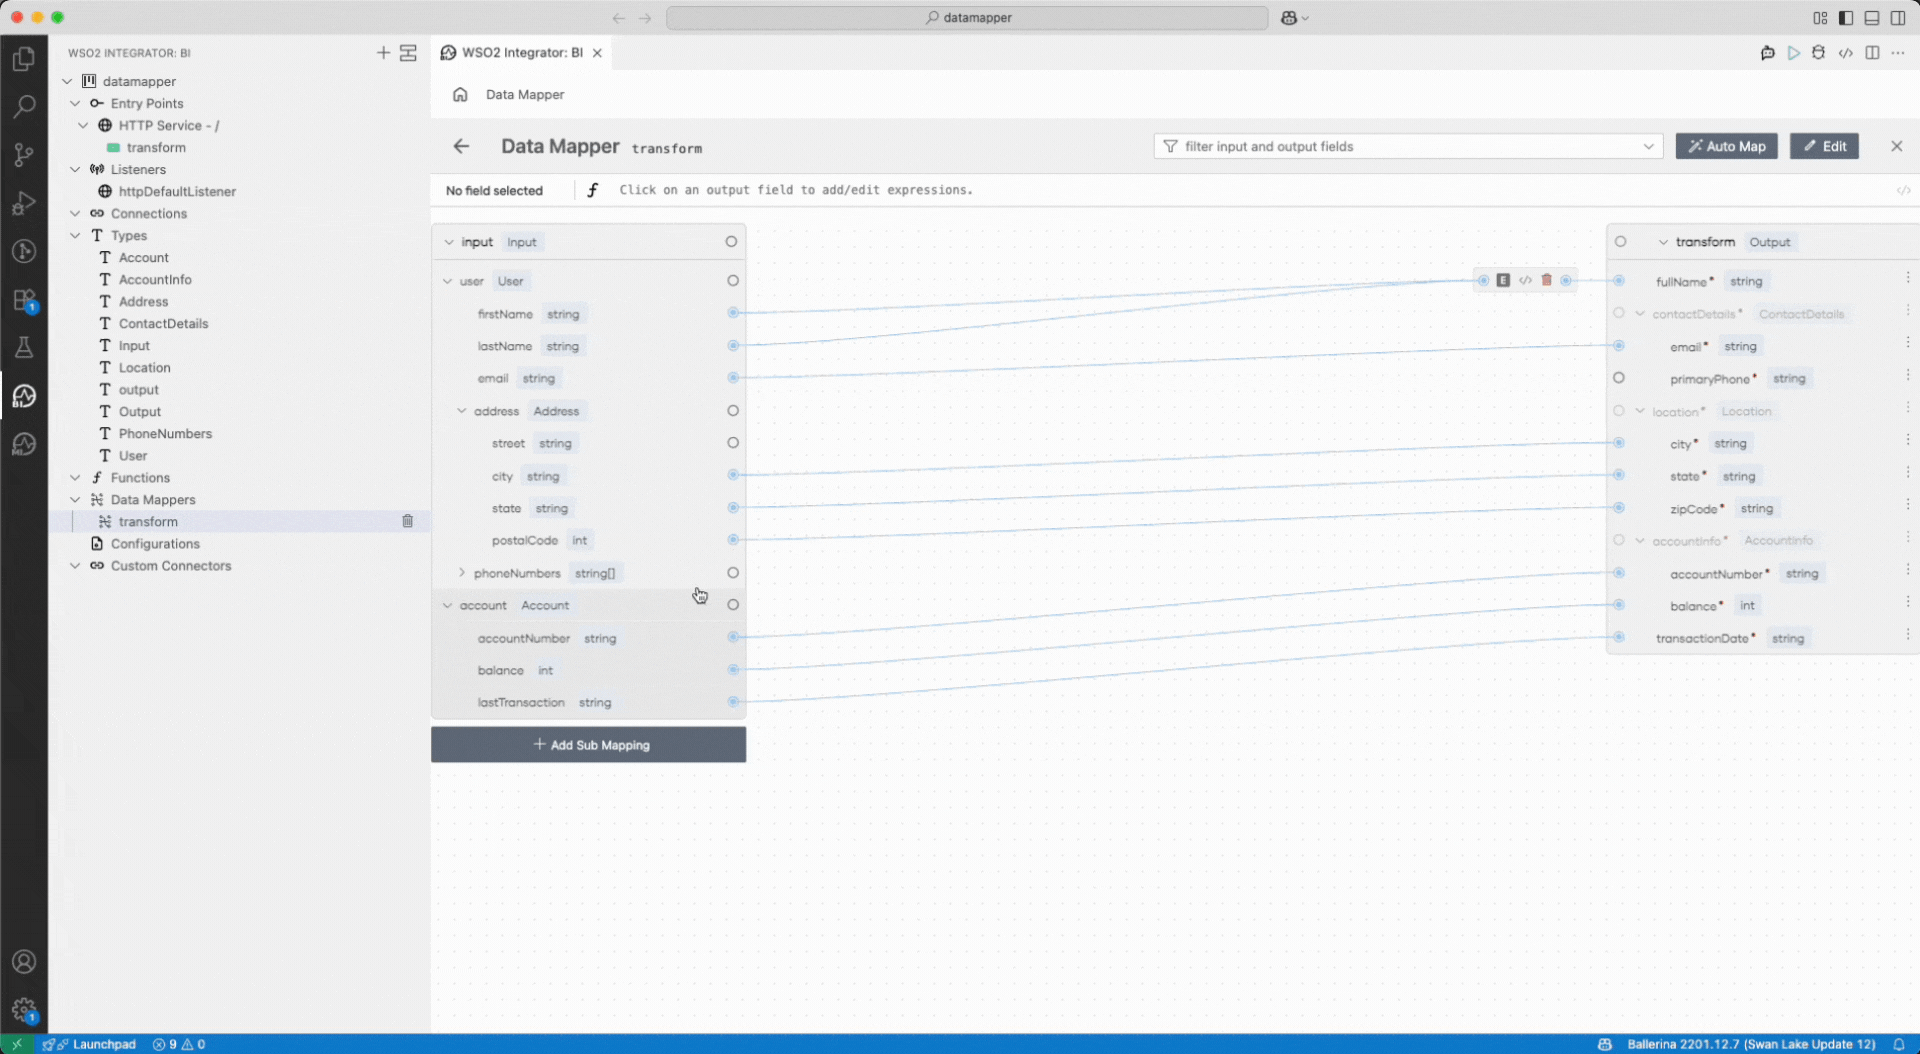 datamapper
WSO2 INTEGRATOR: BI
datamapper
Entry Points
HTTP Service - /
transform
Listeners
httpDefaultListener
Connections
Types
Account
AccountInfo
Address
ContactDetails
Input
Location
output
Output
PhoneNumbers
User
Functions
Data Mappers
transform
Configurations
Custom Connectors
WSO2 Integrator: BI
Data Mapper
Data Mapper transform
filter input and output fields
Auto Map
Edit
No field selected
Click on an output field to add/edit expressions.
input Input
user User
firstName string
lastName string
email string
address Address
street string
city string
state string
postalCode int
phoneNumbers string[]
account Account
accountNumber string
balance int
lastTransaction string
Add Sub Mapping
E
transform Output
fullName* string
contactDetails* ContactDetails
email* string
primaryPhone* string
location* Location
city* string
state* string
zipCode* string
accountInfo* AccountInfo
accountNumber* string
balance* int
transactionDate* string
1
BI
MI
1
Launchpad
9
0
Ballerina 2201.12.7 (Swan Lake Update 12)